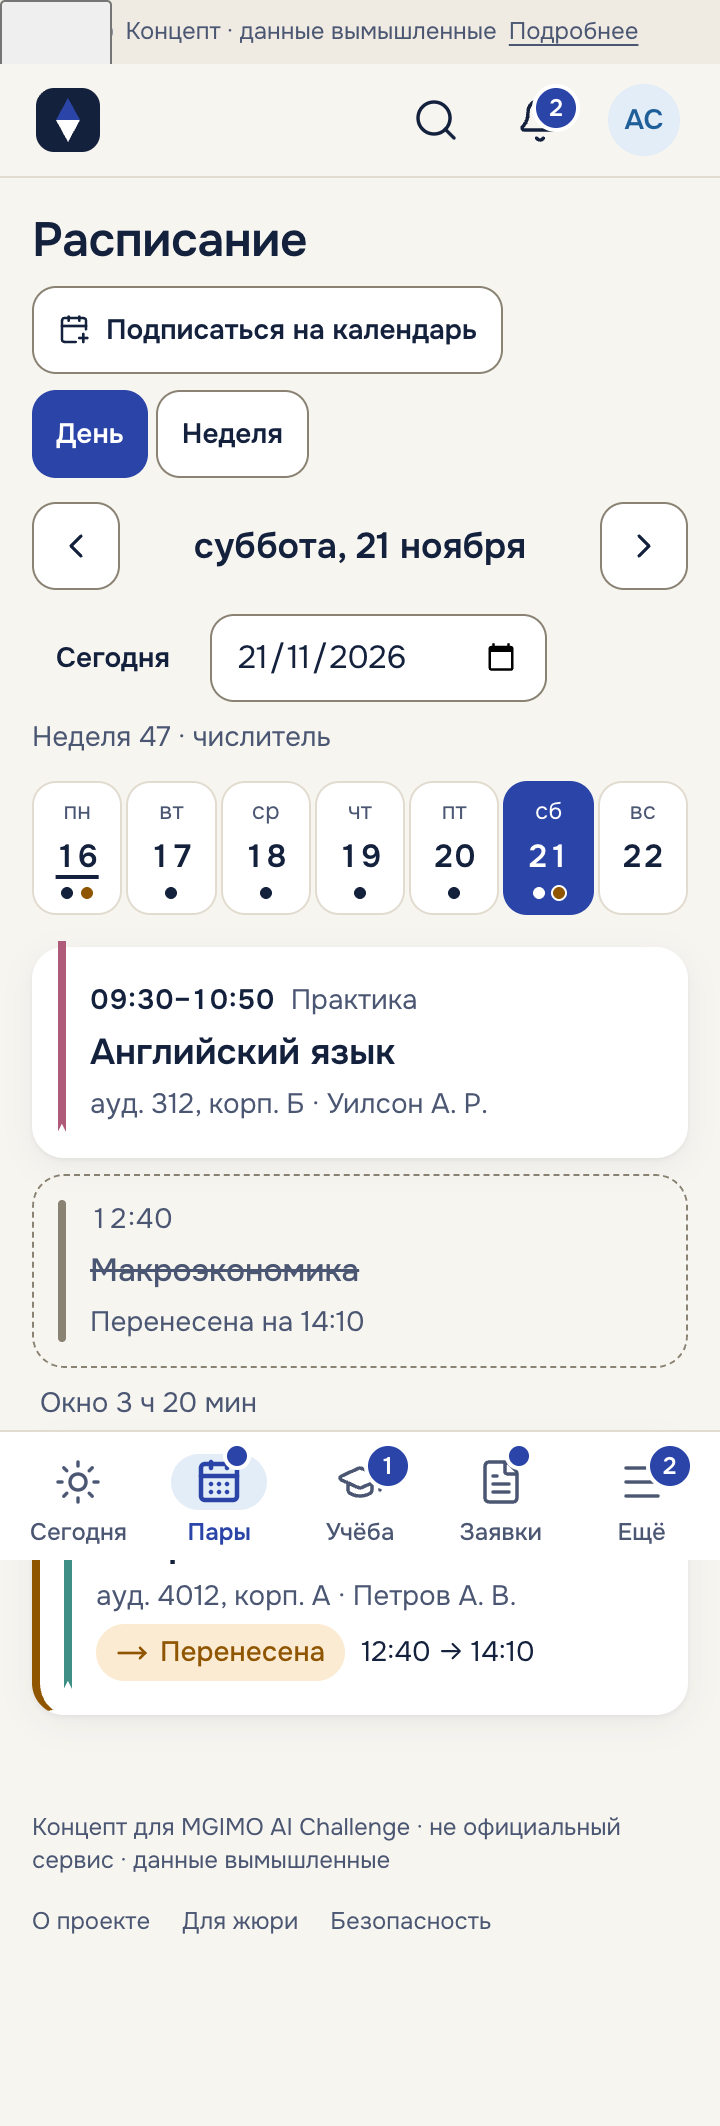 Концепт · данные вымышленные Подробнее
2
АС
Расписание
Подписаться на календарь
День Неделя
суббота, 21 ноября
Сегодня 21/11/2026
Неделя 47 · числитель
пн вт ср чт пт сб вс
16 17 18 19 20 21 22
09:30–10:50 Практика
Английский язык
ауд. 312, корп. Б · Уилсон А. Р.
12:40
Макроэкономика
Перенесена на 14:10
Окно 3 ч 20 мин
1 2
Сегодня Пары Учёба Заявки Ещё
ауд. 4012, корп. А · Петров А. В.
→ Перенесена 12:40 → 14:10
Концепт для MGIMO AI Challenge · не официальный
сервис · данные вымышленные
О проекте Для жюри Безопасность